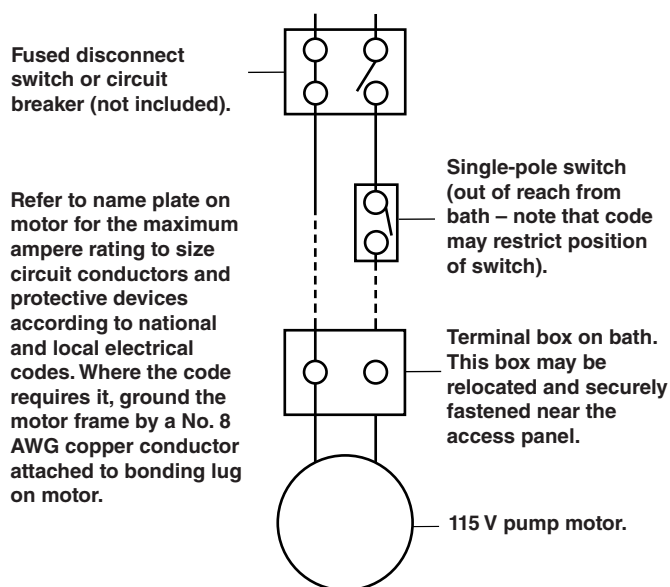 Fused disconnect
switch or circuit
breaker (not included).
Refer to name plate on
motor for the maximum
ampere rating to size
circuit conductors and
protective devices
according to national
and local electrical
codes. Where the code
requires it, ground the
motor frame by a No. 8
AWG copper conductor
attached to bonding lug
on motor.
Single-pole switch
(out of reach from
bath – note that code
may restrict position
of switch).
Terminal box on bath.
This box may be
relocated and securely
fastened near the
access panel.
115 V pump motor.